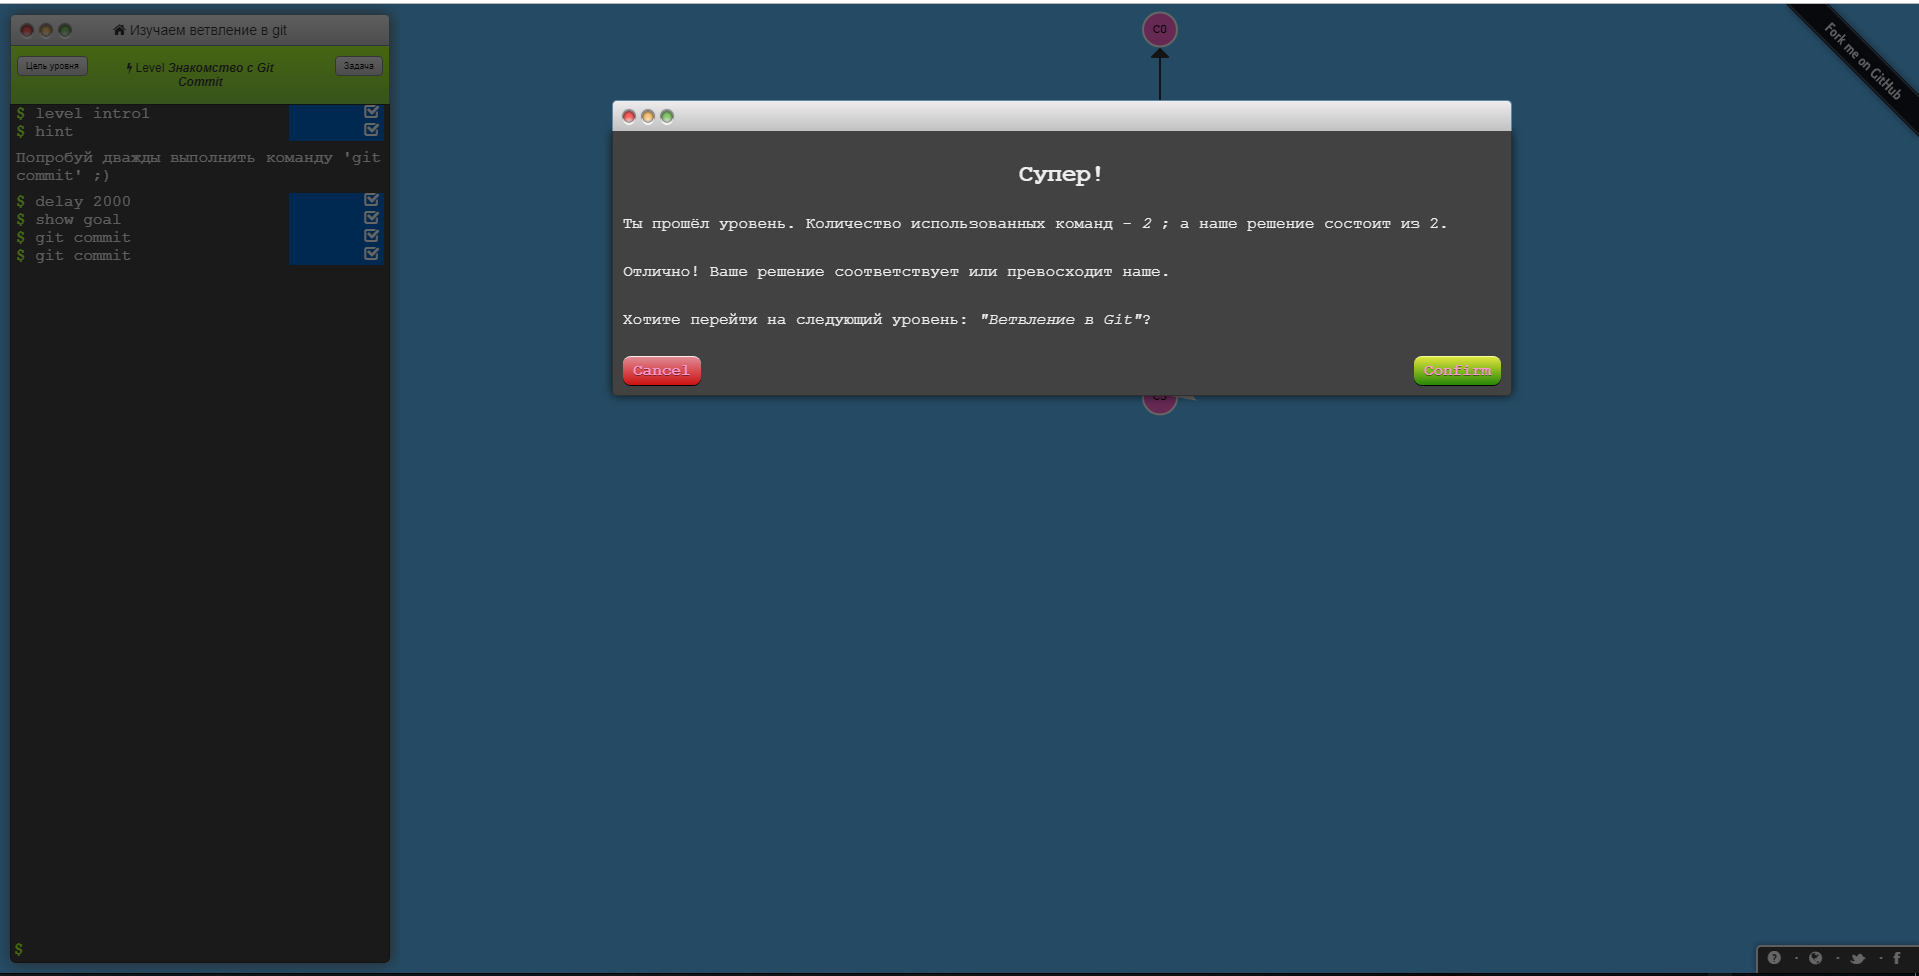 Изучаем ветвление в git
Цель уровня
Level Знакомство с Git
Commit
Задача
$ level intro1
$ hint
Попробуй дважды выполнить команду 'git
commit' ;)
$ delay 2000
$ show goal
$ git commit
$ git commit
$
C0
Fork me on GitHub
Супер!
Ты прошёл уровень. Количество использованных команд – 2 ; а наше решение состоит из 2.
Отлично! Ваше решение соответствует или превосходит наше.
Хотите перейти на следующий уровень: "Ветвление в Git"?
Cancel
Confirm